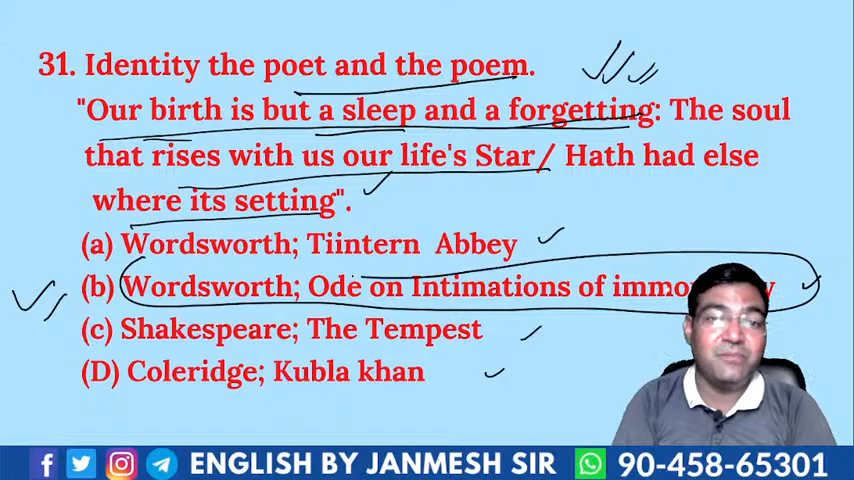 31. Identity the poet and the poem.
"Our birth is but a sleep and a forgetting: The soul
that rises with us our life's Star/ Hath had else
where its setting".
(a) Wordsworth; Tiintern Abbey
(b) Wordsworth; Ode on Intimations of
(c) Shakespeare; The Tempest
(D) Coleridge; Kubla khan
ENGLISH BY JANMESH SIR 90-458-65301